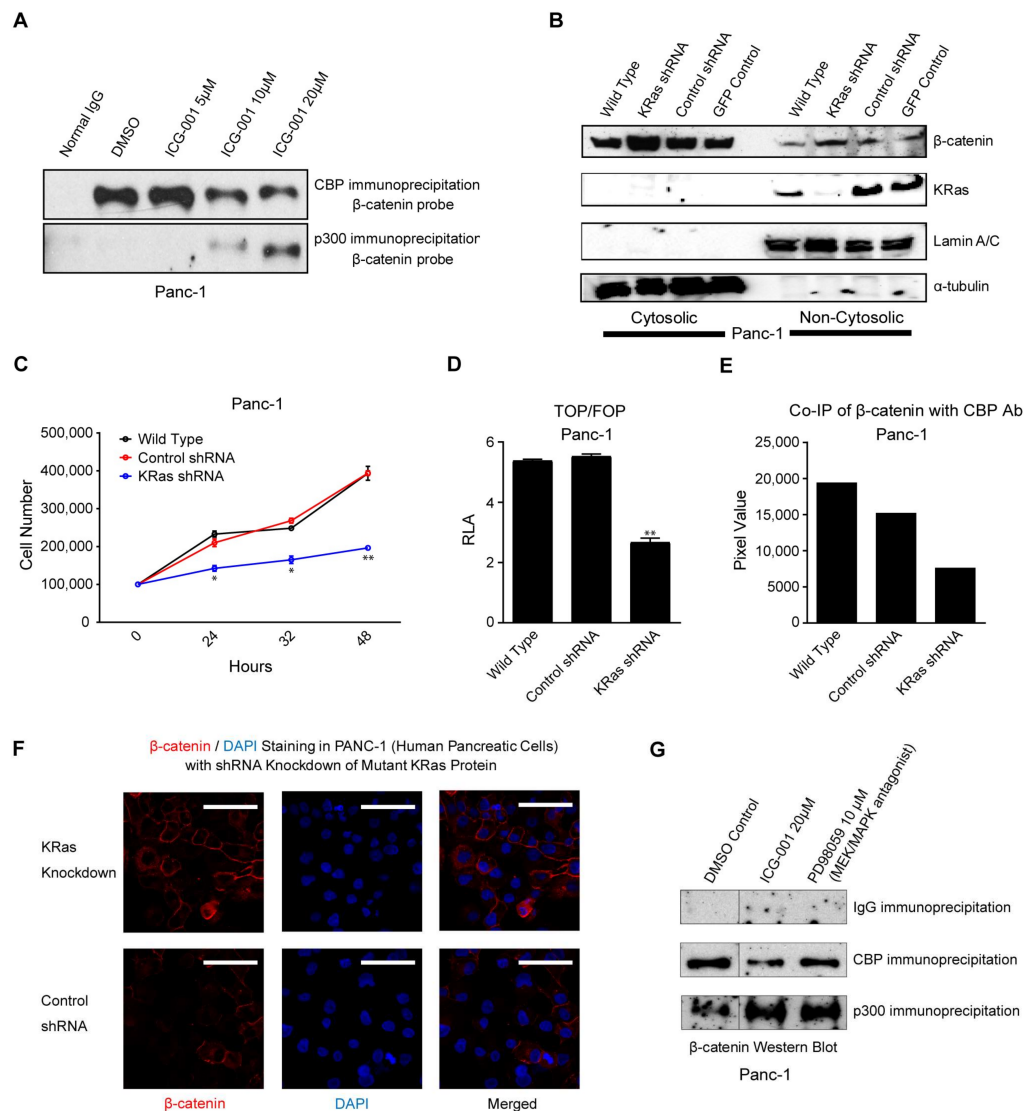 A
Normal IgG
DMSO
ICG-001 5µM
ICG-001 10µM
ICG-001 20µM
CBP immunoprecipitation
β-catenin probe
p300 immunoprecipitation
β-catenin probe
Panc-1
B
Wild Type
KRas shRNA
Control shRNA
GFP Control
Wild Type
KRas shRNA
Control shRNA
GFP Control
β-catenin
KRas
Lamin A/C
α-tubulin
Cytosolic
Panc-1
Non-Cytosolic
C
Panc-1
500,000
400,000
300,000
200,000
100,000
0
Cell Number
Wild Type
Control shRNA
KRas shRNA
*
*
**
0
24
32
48
Hours
D
TOP/FOP
Panc-1
6
4
2
0
RLA
**
Wild Type
Control shRNA
KRas shRNA
E
Co-IP of β-catenin with CBP Ab
Panc-1
25,000
20,000
15,000
10,000
5,000
0
Pixel Value
Wild Type
Control shRNA
KRas shRNA
F
β-catenin / DAPI Staining in PANC-1 (Human Pancreatic Cells)
with shRNA Knockdown of Mutant KRas Protein
KRas
Knockdown
Control
shRNA
β-catenin
DAPI
Merged
G
DMSO Control
ICG-001 20µM
PD98059 10 µM
(MEK/MAPK antagonist)
IgG immunoprecipitation
CBP immunoprecipitation
p300 immunoprecipitation
β-catenin Western Blot
Panc-1